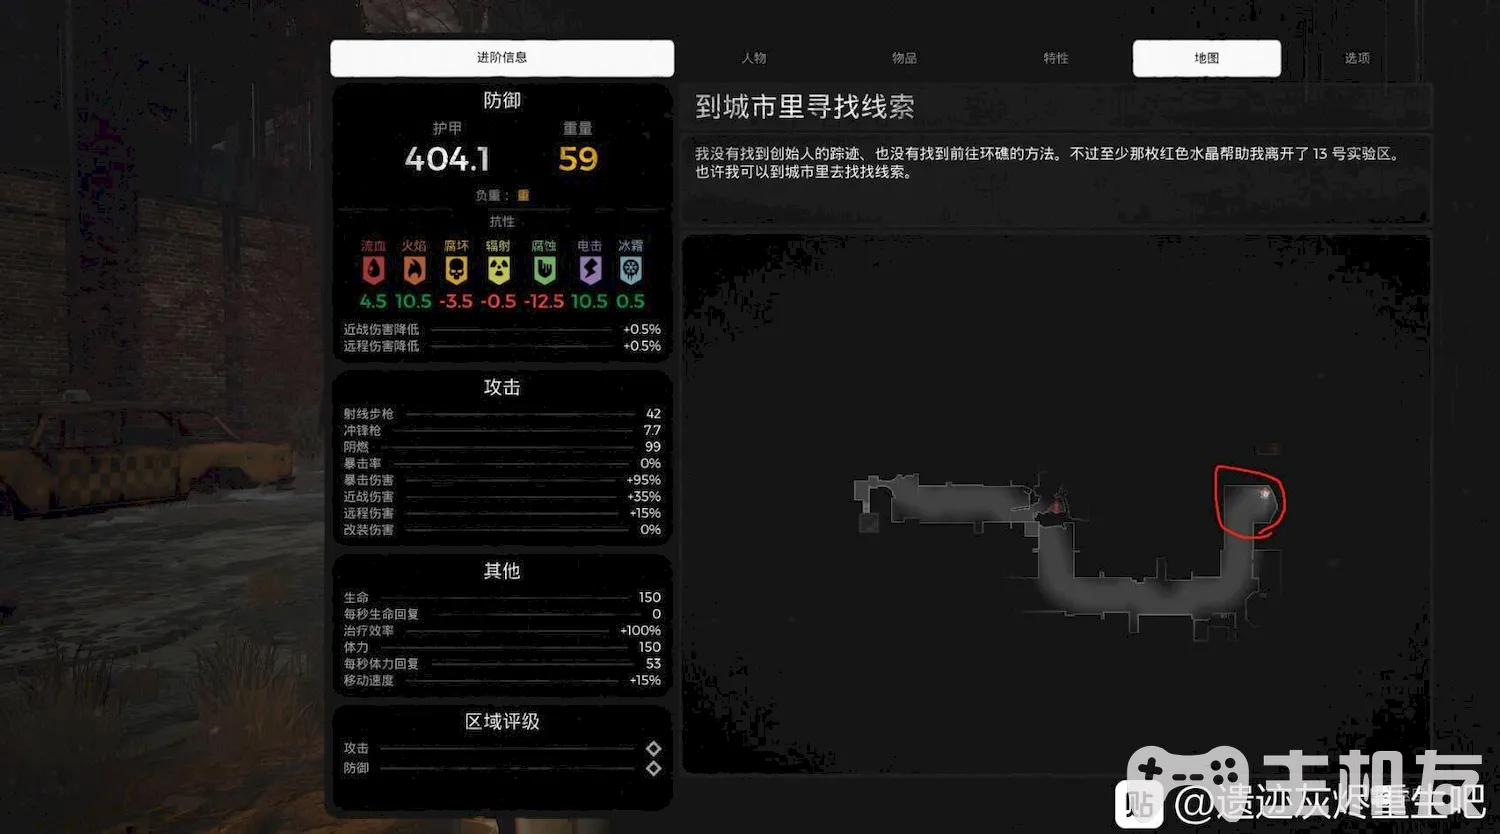 进阶信息
人物
物品
特性
地图
选项
防御
护甲
重量
404.1
59
负重：重
抗性
流血 火焰 腐坏 辐射 腐蚀 电击 冰霜
4.5 10.5 -3.5 -0.5 -12.5 10.5 0.5
近战伤害降低 +0.5%
远程伤害降低 +0.5%
攻击
射线步枪 42
冲锋枪 7.7
阴燃 99
暴击率 0%
暴击伤害 +95%
近战伤害 +35%
远程伤害 +15%
改装伤害 0%
其他
生命 150
每秒生命回复 0
治疗效率 +100%
体力 150
每秒体力回复 53
移动速度 +15%
区域评级
攻击
防御
到城市里寻找线索
我没有找到创始人的踪迹、也没有找到前往环礁的方法。不过至少那枚红色水晶帮助我离开了 13 号实验区。
也许我可以到城市里去找找线索。
主机友
贴 @遗迹灰烬重生吧